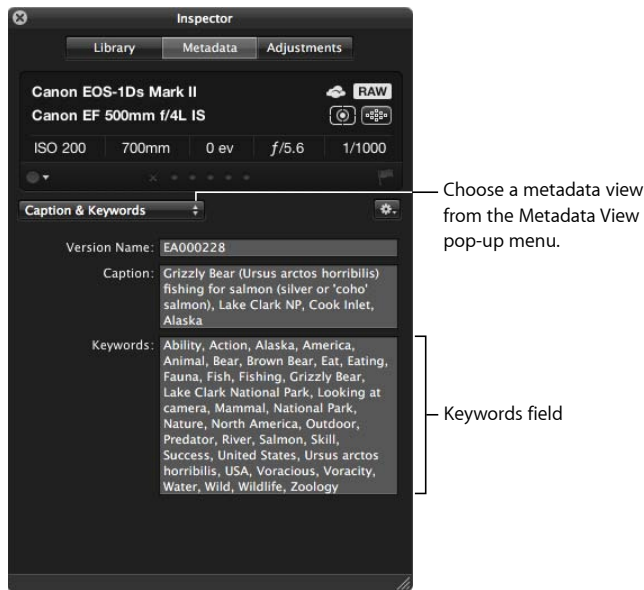 Inspector
Library Metadata Adjustments
Canon EOS-1Ds Mark II RAW
Canon EF 500mm f/4L IS
ISO 200 700mm 0 ev ƒ/5.6 1/1000
Caption & Keywords
Choose a metadata view
from the Metadata View
pop-up menu.
Version Name: EA000228
Caption: Grizzly Bear (Ursus arctos horribilis)
fishing for salmon (silver or 'coho'
salmon), Lake Clark NP, Cook Inlet,
Alaska
Keywords: Ability, Action, Alaska, America,
Animal, Bear, Brown Bear, Eat, Eating,
Fauna, Fish, Fishing, Grizzly Bear,
Lake Clark National Park, Looking at
camera, Mammal, National Park,
Nature, North America, Outdoor,
Predator, River, Salmon, Skill,
Success, United States, Ursus arctos
horribilis, USA, Voracious, Voracity,
Water, Wild, Wildlife, Zoology
Keywords field